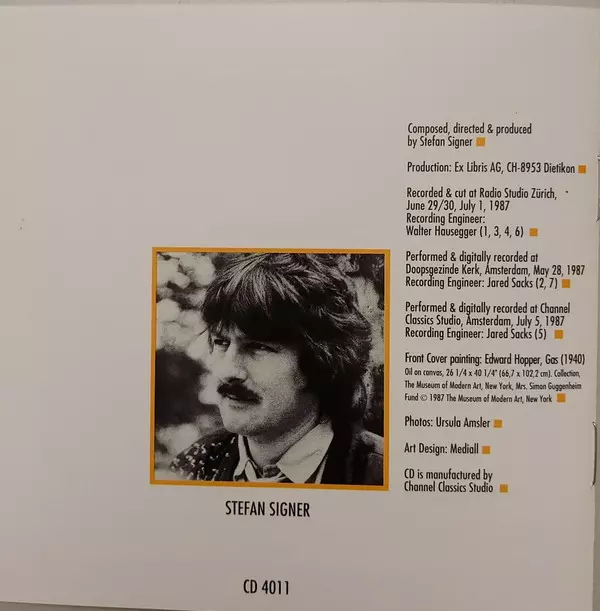 Composed, directed & produced
by Stefan Signer
Production: Ex Libris AG, CH-8953 Dietikon
Recorded & cut at Radio Studio Zürich,
June 29/30, July 1, 1987
Recording Engineer:
Walter Hausegger (1, 3, 4, 6)
Performed & digitally recorded at
Doopsgezinde Kerk, Amsterdam, May 28, 1987
Recording Engineer: Jared Sacks (2, 7)
Performed & digitally recorded at Channel
Classics Studio, Amsterdam, July 5, 1987
Recording Engineer: Jared Sacks (5)
Front Cover painting: Edward Hopper, Gas (1940)
Oil on canvas, 26 1/4 x 40 1/4" (66,7 x 102,2 cm). Collection,
The Museum of Modern Art, New York, Mrs. Simon Guggenheim
Fund © 1987 The Museum of Modern Art, New York
Photos: Ursula Amsler
Art Design: Mediall
CD is manufactured by
Channel Classics Studio
STEFAN SIGNER
CD 4011